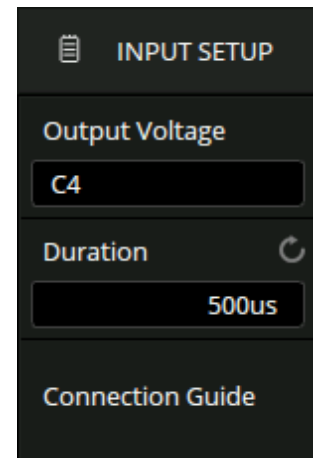 INPUT SETUP
Output Voltage
C4
Duration
500us
Connection Guide